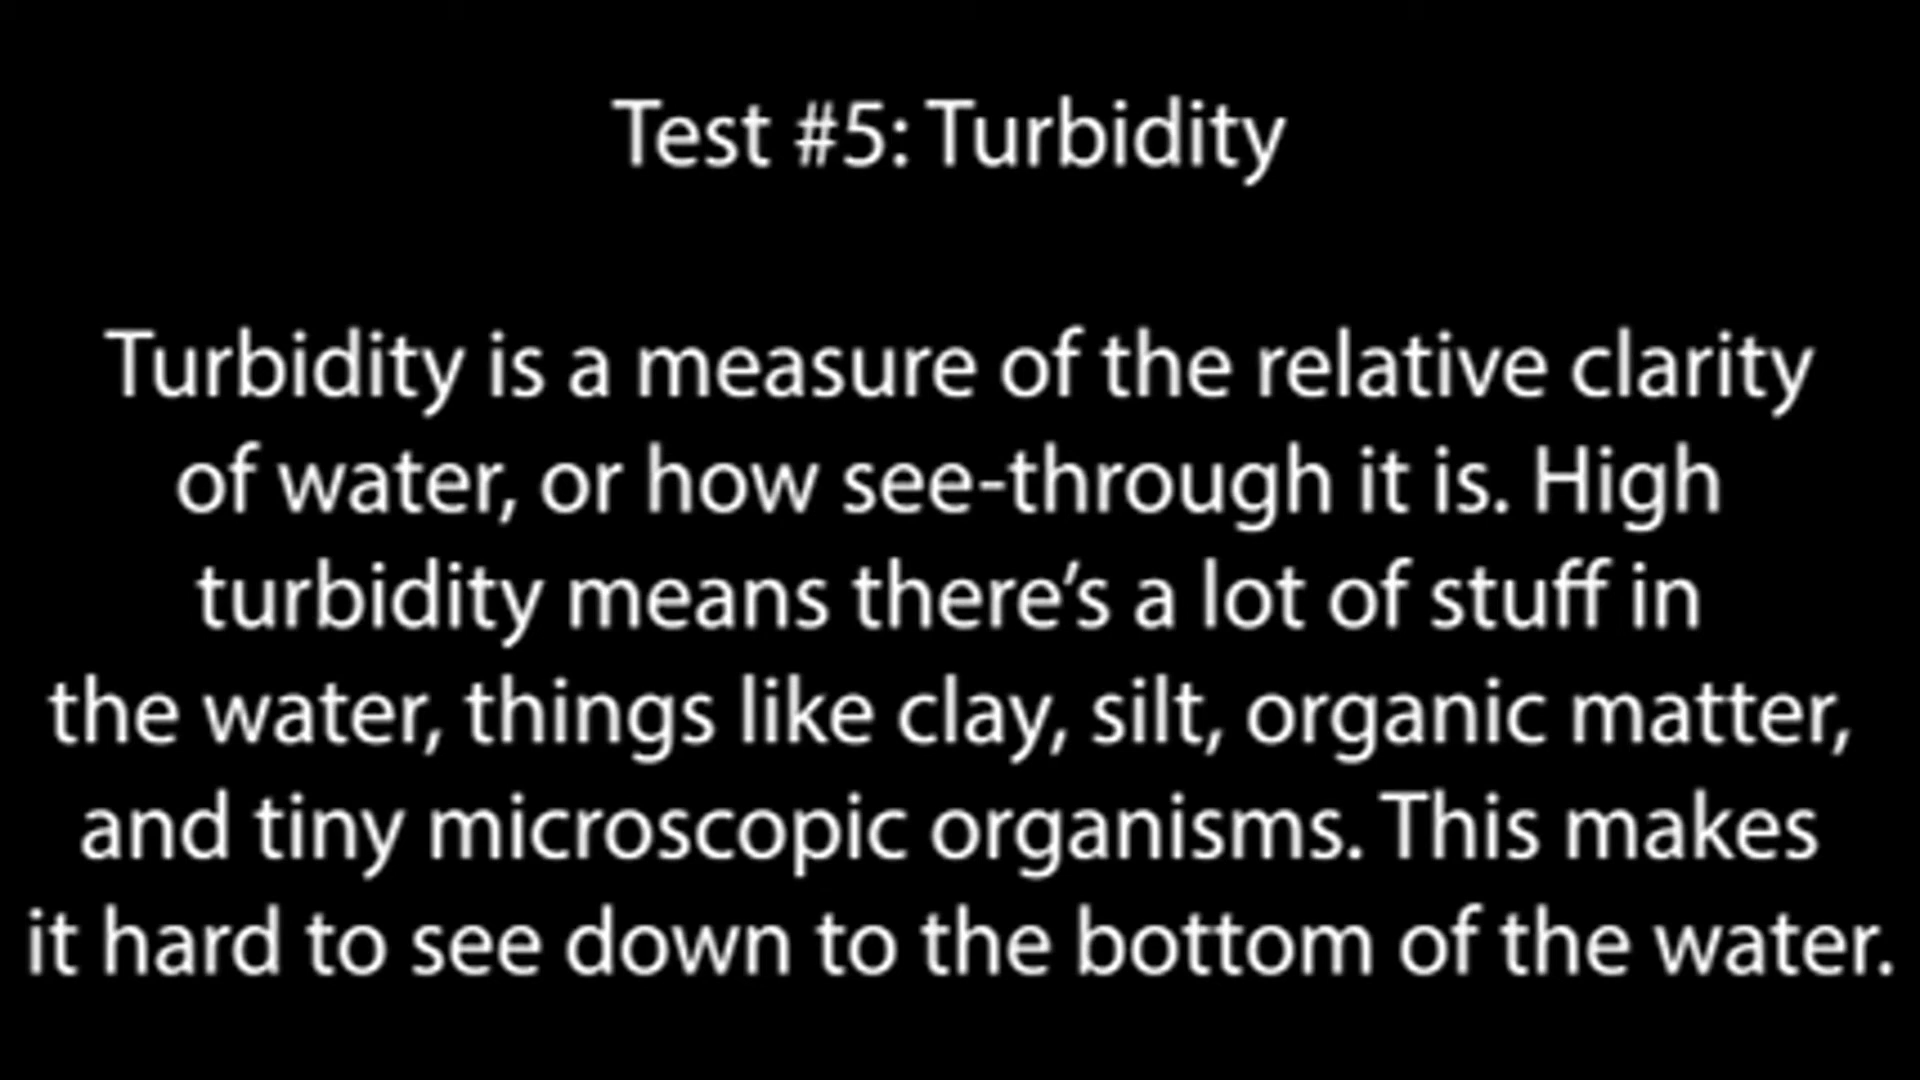 Test #5: Turbidity
Turbidity is a measure of the relative clarity
of water, or how see-through it is. High
turbidity means there’s a lot of stuff in
the water, things like clay, silt, organic matter,
and tiny microscopic organisms. This makes
it hard to see down to the bottom of the water.